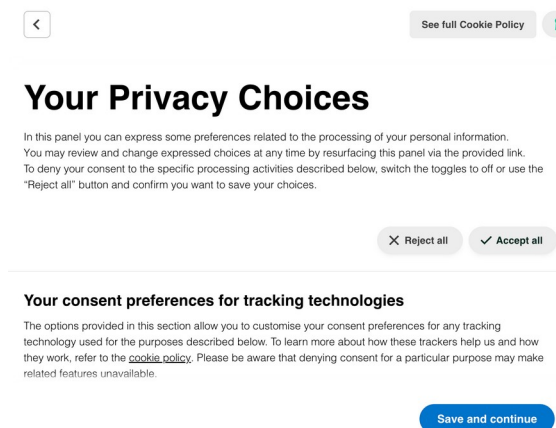 See full Cookie Policy
Your Privacy Choices
In this panel you can express some preferences related to the processing of your personal information.
You may review and change expressed choices at any time by resurfacing this panel via the provided link.
To deny your consent to the specific processing activities described below, switch the toggles to off or use the
“Reject all” button and confirm you want to save your choices.
Reject all
Accept all
Your consent preferences for tracking technologies
The options provided in this section allow you to customise your consent preferences for any tracking
technology used for the purposes described below. To learn more about how these trackers help us and how
they work, refer to the cookie policy. Please be aware that denying consent for a particular purpose may make
related features unavailable.
Save and continue